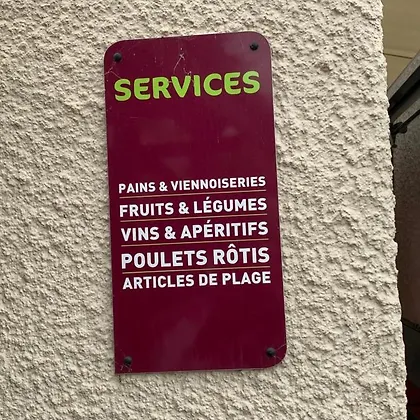 SERVICES
PAINS & VIENNOISERIES
FRUITS & LÉGUMES
VINS & APÉRITIFS
POULETS RÔTIS
ARTICLES DE PLAGE